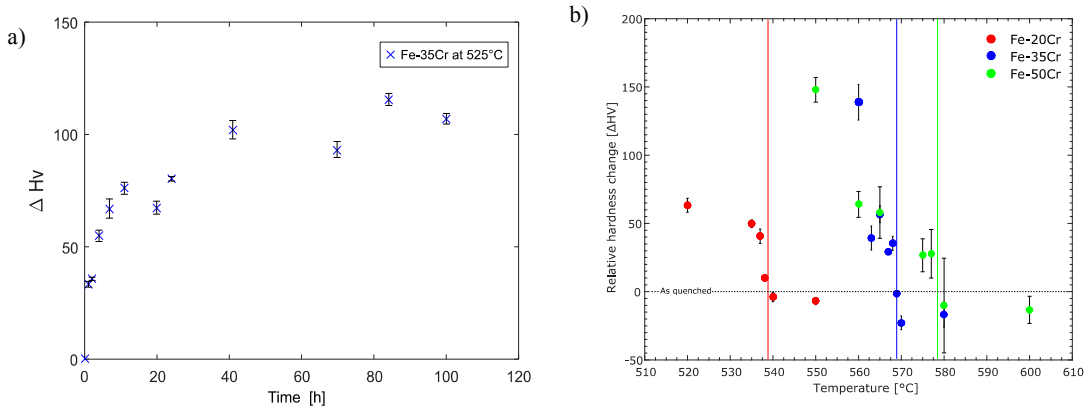 a)
150
100
50
0
Δ Hv
0 20 40 60 80 100 120
Time [h]
Fe-35Cr at 525°C
b)
200
150
100
50
0
−50
Relative hardness change [ΔHV]
Fe-20Cr
Fe-35Cr
Fe-50Cr
As quenched
510 520 530 540 550 560 570 580 590 600 610
Temperature [°C]